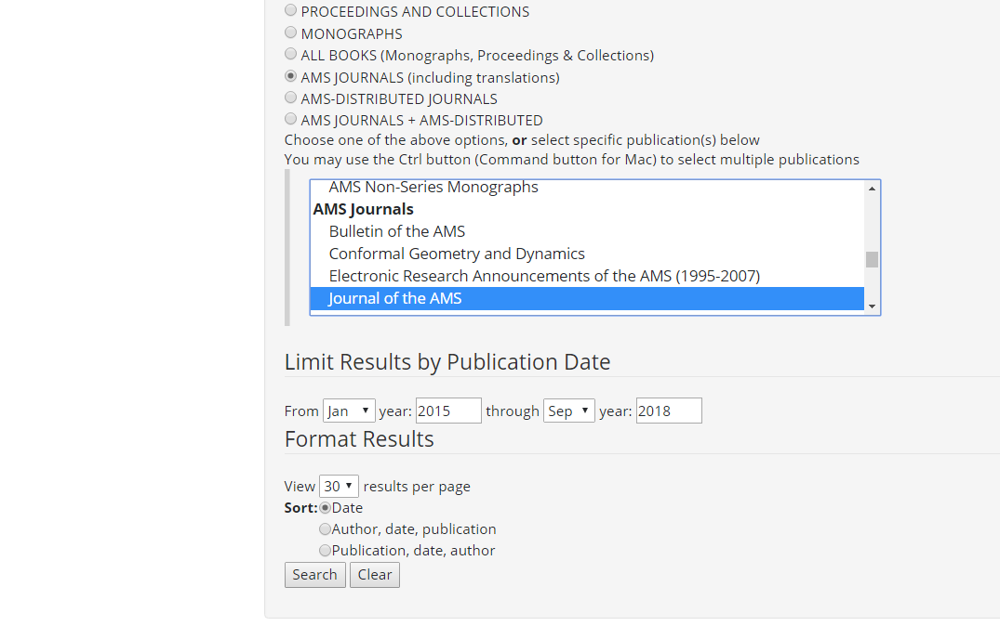 PROCEEDINGS AND COLLECTIONS
MONOGRAPHS
ALL BOOKS (Monographs, Proceedings & Collections)
AMS JOURNALS (including translations)
AMS-DISTRIBUTED JOURNALS
AMS JOURNALS + AMS-DISTRIBUTED
Choose one of the above options, or select specific publication(s) below
You may use the Ctrl button (Command button for Mac) to select multiple publications
AMS Non-Series Monographs
AMS Journals
Bulletin of the AMS
Conformal Geometry and Dynamics
Electronic Research Announcements of the AMS (1995-2007)
Journal of the AMS
Limit Results by Publication Date
From Jan year: 2015 through Sep year: 2018
Format Results
View 30 results per page
Sort: Date
Author, date, publication
Publication, date, author
Search Clear